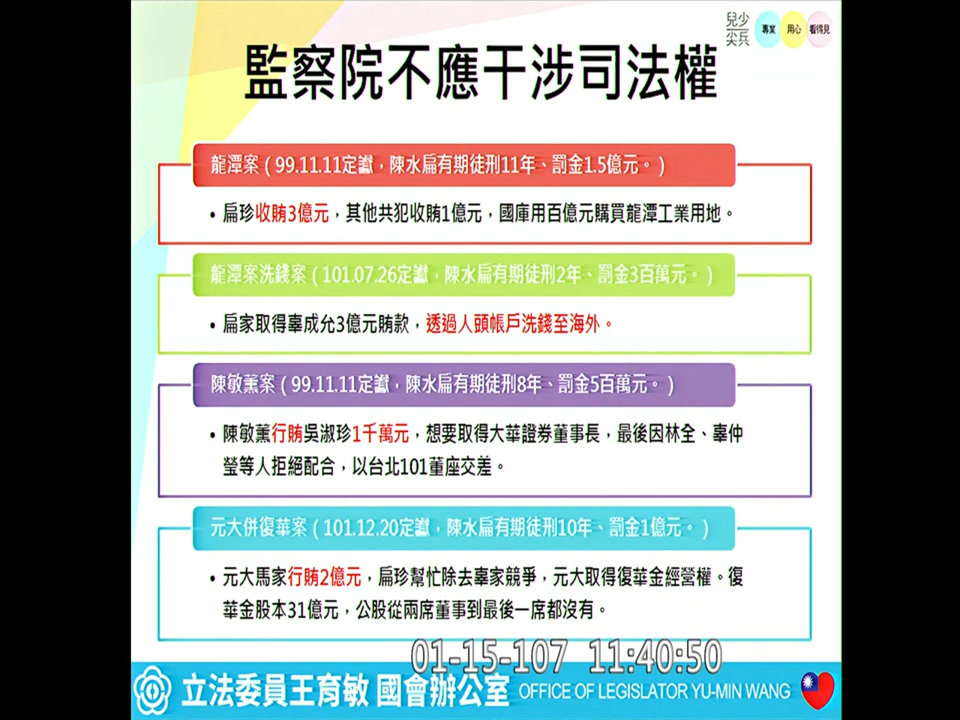 兒少
尖兵
專業 用心 看得見
監察院不應干涉司法權
龍潭案(99.11.11定讞，陳水扁有期徒刑11年、罰金1.5億元。)
• 扁珍收賄3億元，其他共犯收賄1億元，國庫用百億元購買龍潭工業用地。
龍潭案洗錢案(101.07.26定讞，陳水扁有期徒刑2年、罰金3百萬元。)
• 扁家取得辜成允3億元賄款，透過人頭帳戶洗錢至海外。
陳敏薰案(99.11.11定讞，陳水扁有期徒刑8年、罰金5百萬元。)
• 陳敏薰行賄吳淑珍1千萬元，想要取得大華證券董事長，最後因林全、辜仲
瑩等人拒絕配合，以台北101董座交差。
元大併復華案(101.12.20定讞，陳水扁有期徒刑10年、罰金1億元。)
• 元大馬家行賄2億元，扁珍幫忙除去辜家競爭，元大取得復華金經營權。復
華金股本31億元，公股從兩席董事到最後一席都沒有。
01-15-107 11:40:50
立法委員王育敏 國會辦公室 OFFICE OF LEGISLATOR YU-MIN WANG